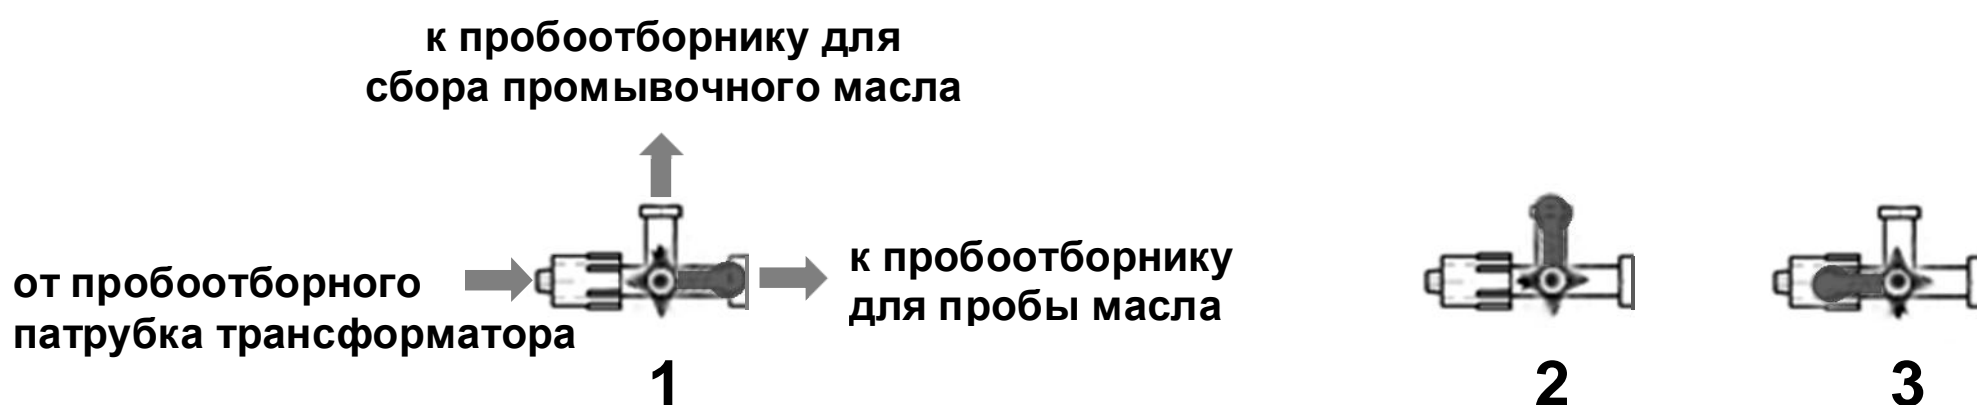 к пробоотборнику для
сбора промывочного масла
от пробоотборного
патрубка трансформатора
к пробоотборнику
для пробы масла
1
2
3